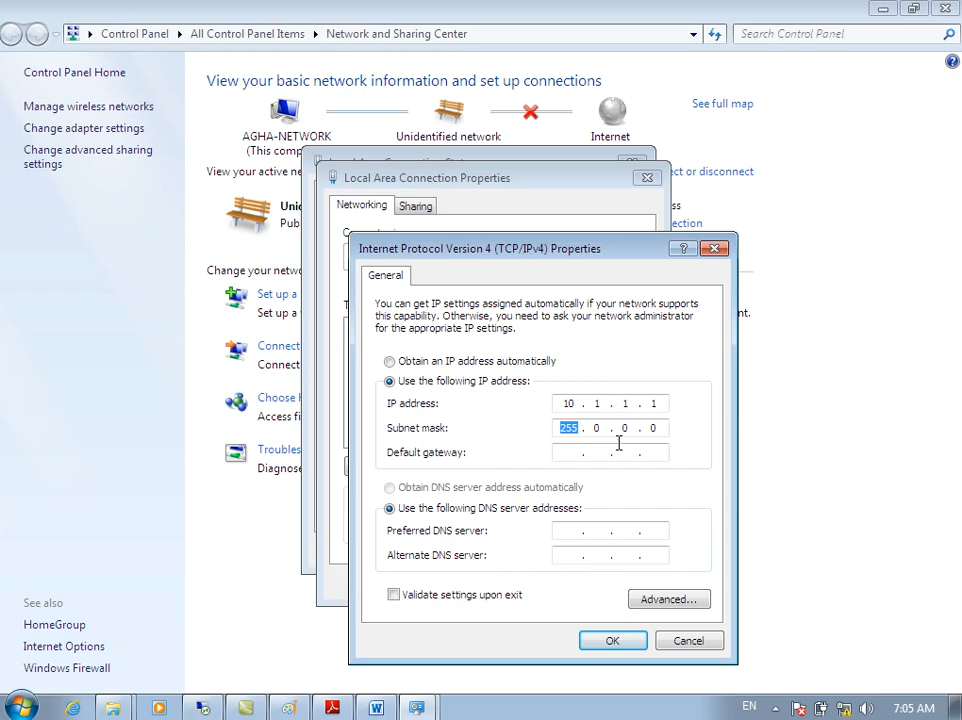 Control Panel
All Control Panel Items
Network and Sharing Center
Search Control Panel
Control Panel Home
Manage wireless networks
Change adapter settings
Change advanced sharing
settings
View your basic network information and set up connections
See full map
AGHA-NETWORK
(This comp
Unidentified network
Internet
View your active ne
ect or disconnect
Unic
Pub
ss
ection
Change your netwo
Set up a
Set up a
nt.
Connect
Connect
Choose
Access fi
Troubles
Diagnose
See also
HomeGroup
Internet Options
Windows Firewall
Local Area Connection Properties
Networking
Sharing
Internet Protocol Version 4 (TCP/IPv4) Properties
General
You can get IP settings assigned automatically if your network supports
this capability. Otherwise, you need to ask your network administrator
for the appropriate IP settings.
Obtain an IP address automatically
Use the following IP address:
IP address: 10 . 1 . 1 . 1
Subnet mask: 255 . 0 . 0 . 0
Default gateway: . . .
Obtain DNS server address automatically
Use the following DNS server addresses:
Preferred DNS server: . . .
Alternate DNS server: . . .
Validate settings upon exit
Advanced...
OK
Cancel
EN
7:05 AM